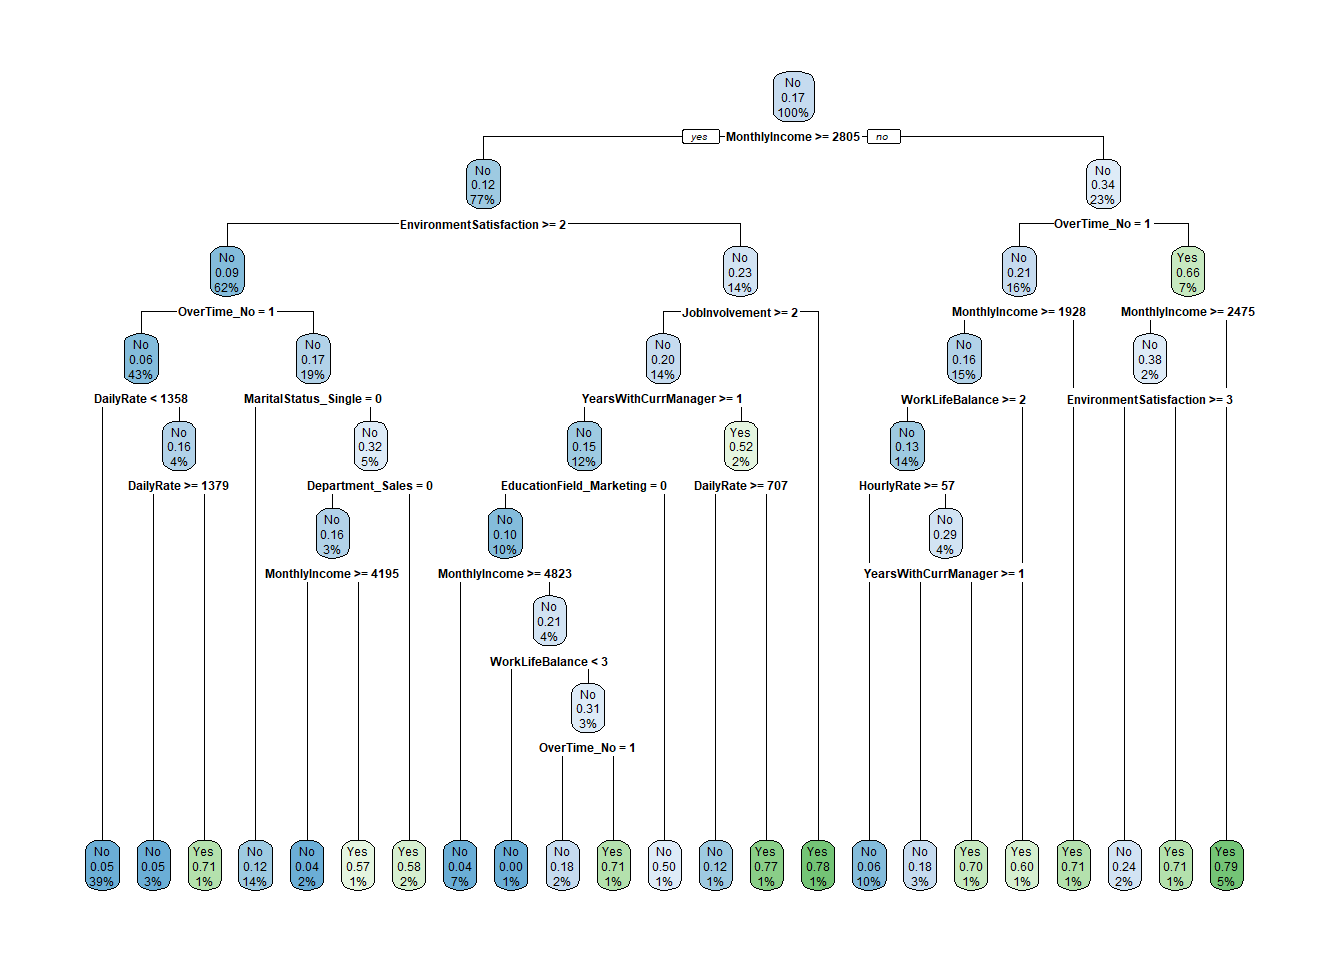 No
0.17
100%
yes MonthlyIncome >= 2805 no
No
0.12
77%
No
0.34
23%
EnvironmentSatisfaction >= 2
OverTime_No = 1
No
0.09
62%
No
0.23
14%
No
0.21
16%
Yes
0.66
7%
OverTime_No = 1
JobInvolvement >= 2
MonthlyIncome >= 1928
MonthlyIncome >= 2475
No
0.06
43%
No
0.17
19%
No
0.20
14%
No
0.16
15%
No
0.38
2%
DailyRate < 1358
MaritalStatus_Single = 0
YearsWithCurrManager >= 1
WorkLifeBalance >= 2
EnvironmentSatisfaction >= 3
No
0.16
4%
No
0.32
5%
No
0.15
12%
Yes
0.52
2%
No
0.13
14%
DailyRate >= 1379
Department_Sales = 0
EducationField_Marketing = 0
DailyRate >= 707
HourlyRate >= 57
No
0.16
3%
No
0.10
10%
No
0.29
4%
MonthlyIncome >= 4195
MonthlyIncome >= 4823
YearsWithCurrManager >= 1
No
0.21
4%
WorkLifeBalance < 3
No
0.31
3%
OverTime_No = 1
No
0.05
39%
No
0.05
3%
Yes
0.71
1%
No
0.12
14%
No
0.04
2%
Yes
0.57
1%
Yes
0.58
2%
No
0.04
7%
No
0.00
1%
No
0.18
2%
Yes
0.71
1%
No
0.50
1%
No
0.12
1%
Yes
0.77
1%
Yes
0.78
1%
No
0.06
10%
No
0.18
3%
Yes
0.70
1%
Yes
0.60
1%
Yes
0.71
1%
No
0.24
2%
Yes
0.71
1%
Yes
0.79
5%